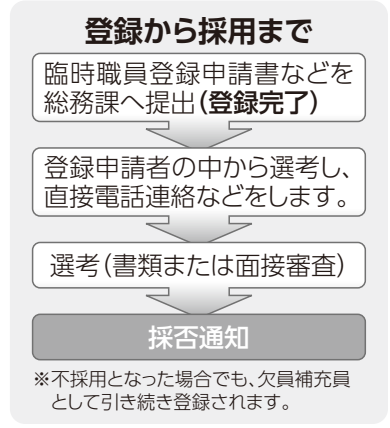 登録から採用まで
臨時職員登録申請書などを
総務課へ提出(登録完了)
登録申請者の中から選考し、
直接電話連絡などをします。
選考(書類または面接審査)
採否通知
※不採用となった場合でも、欠員補充員
として引き続き登録されます。